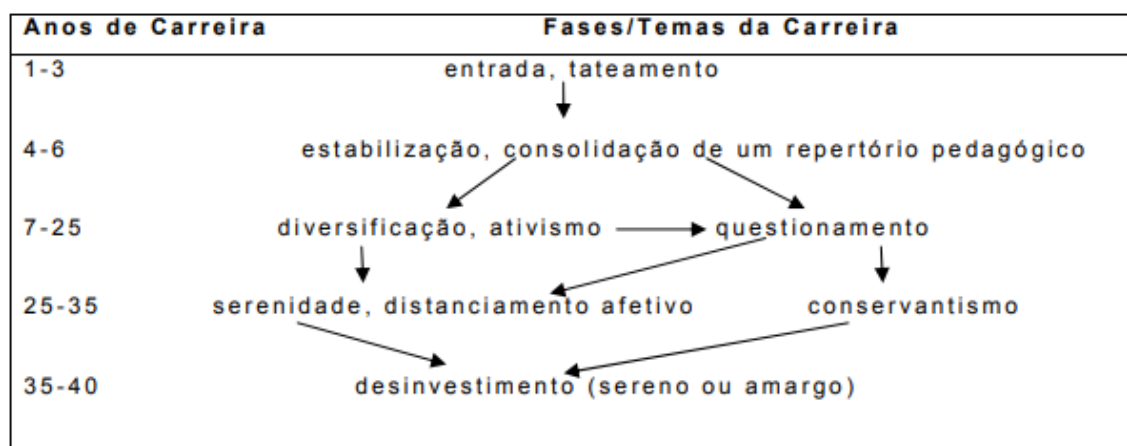 Anos de Carreira Fases/Temas da Carreira
1-3 entrada, tateamento
4-6 estabilização, consolidação de um repertório pedagógico
7-25 diversificação, ativismo questionamento
25-35 serenidade, distanciamento afetivo conservantismo
35-40 desinvestimento (sereno ou amargo)